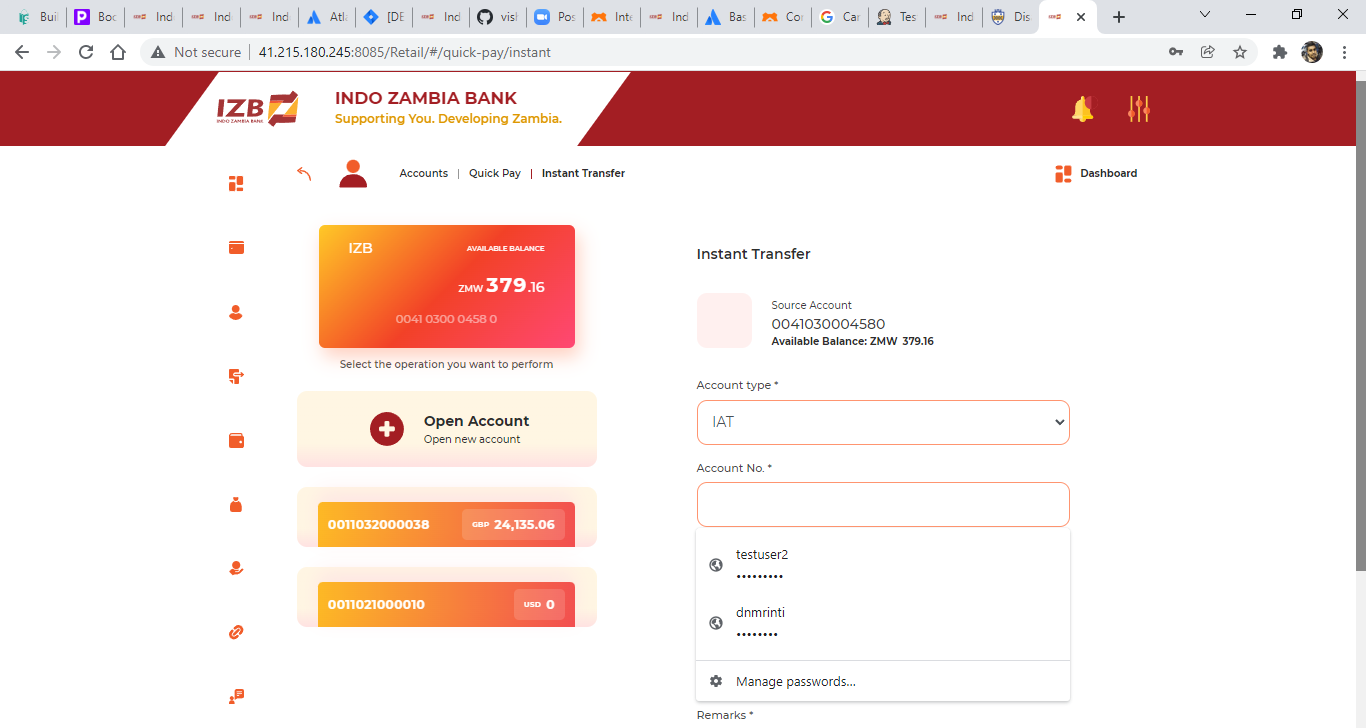 Buil
Boc
Ind
Ind
Ind
Atla
[DE
Ind
visl
Pos
Inte
Ind
Bas
Cor
Car
Tes
Ind
Dis
Not secure | 41.215.180.245:8085/Retail/#/quick-pay/instant
IZB
INDO ZAMBIA BANK
INDO ZAMBIA BANK
Supporting You. Developing Zambia.
Accounts | Quick Pay | Instant Transfer
Dashboard
IZB
AVAILABLE BALANCE
ZMW 379.16
0041 0300 0458 0
Select the operation you want to perform
Open Account
Open new account
0011032000038 GBP 24,135.06
0011021000010 USD 0
Instant Transfer
Source Account
0041030004580
Available Balance: ZMW 379.16
Account type *
IAT
Account No. *
testuser2
•••••••••
dnmrinti
••••••••
Manage passwords...
Remarks *